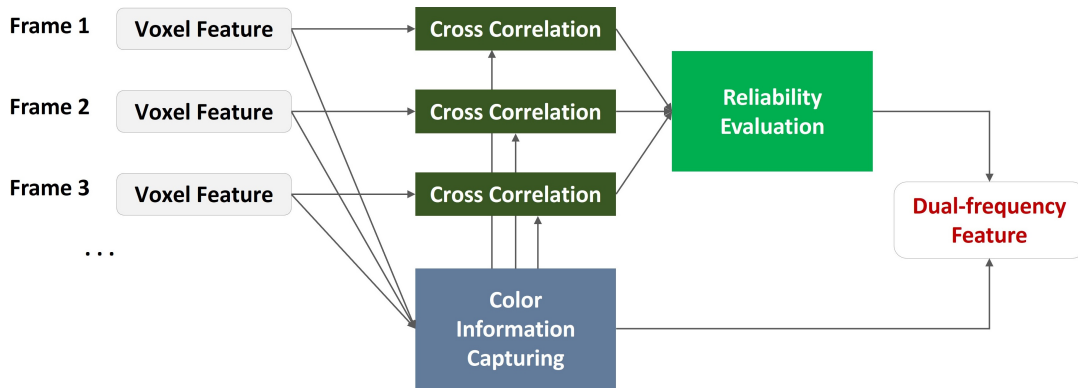 Frame 1
Voxel Feature
Cross Correlation
Frame 2
Voxel Feature
Cross Correlation
Reliability
Evaluation
Frame 3
Voxel Feature
Cross Correlation
Dual-frequency
Feature
...
Color
Information
Capturing